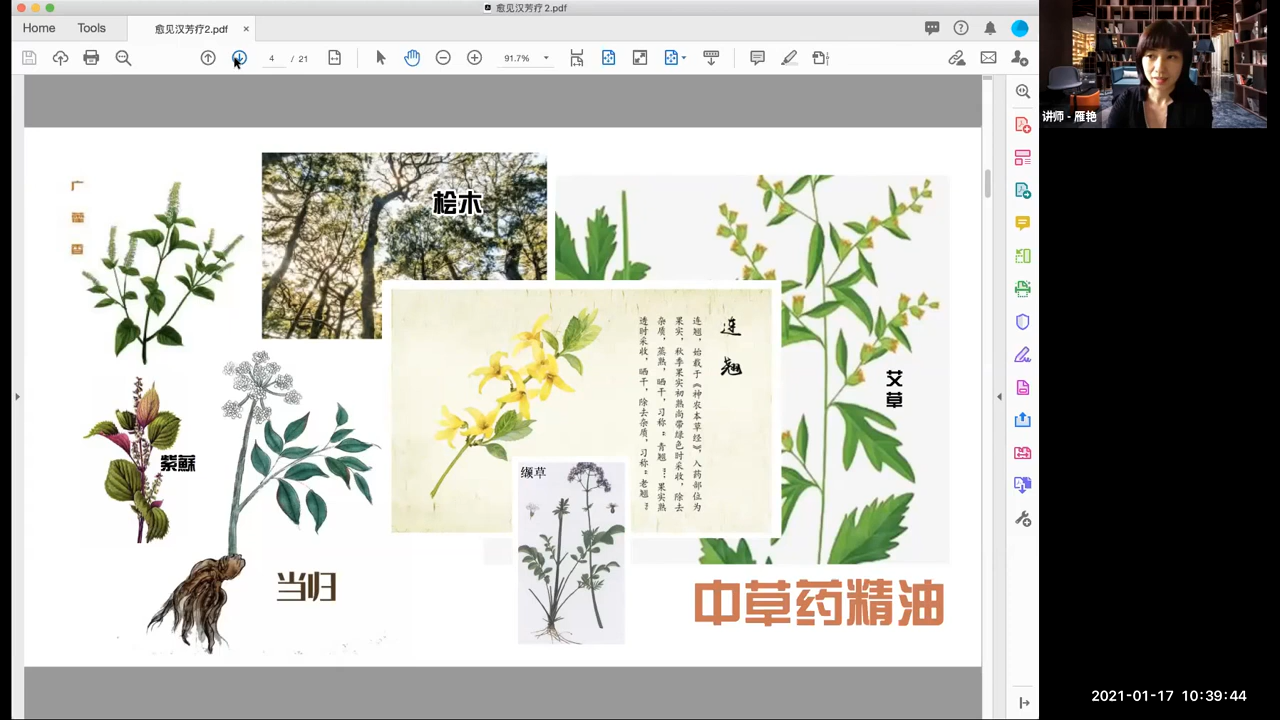 愈见汉芳疗2.pdf
Home
Tools
愈见汉芳疗2.pdf
×
4
/ 21
91.7%
讲师 - 雁艳
广
藿
香
桧木
连翘
连翘，始载于《神农本草经》，入药部位为
果实，秋季果实初熟尚带绿色时采收，除去
杂质，蒸熟，晒干，习称"青翘"；果实熟
透时采收，晒干，除去杂质，习称"老翘"
艾草
紫蘇
缬草
当归
中草药精油
2021-01-17 10:39:44